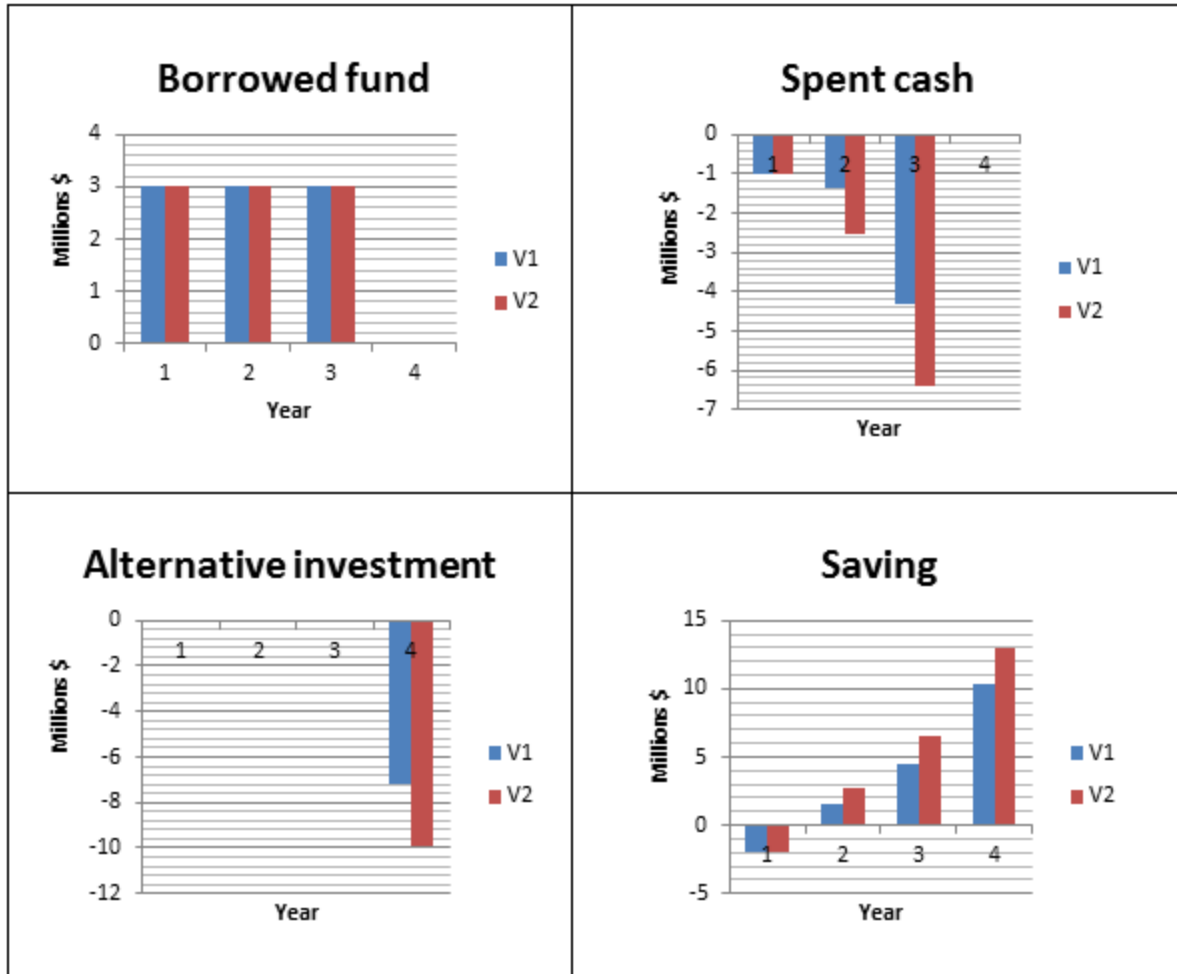 Borrowed fund
4
3
2
1
0
Millions $
1 2 3 4
Year
V1
V2
Spent cash
0
-1
-2
-3
-4
-5
-6
-7
Millions $
1 2 3 4
Year
V1
V2
Alternative investment
0
-2
-4
-6
-8
-10
-12
Millions $
1 2 3 4
Year
V1
V2
Saving
15
10
5
0
-5
Millions $
1 2 3 4
Year
V1
V2